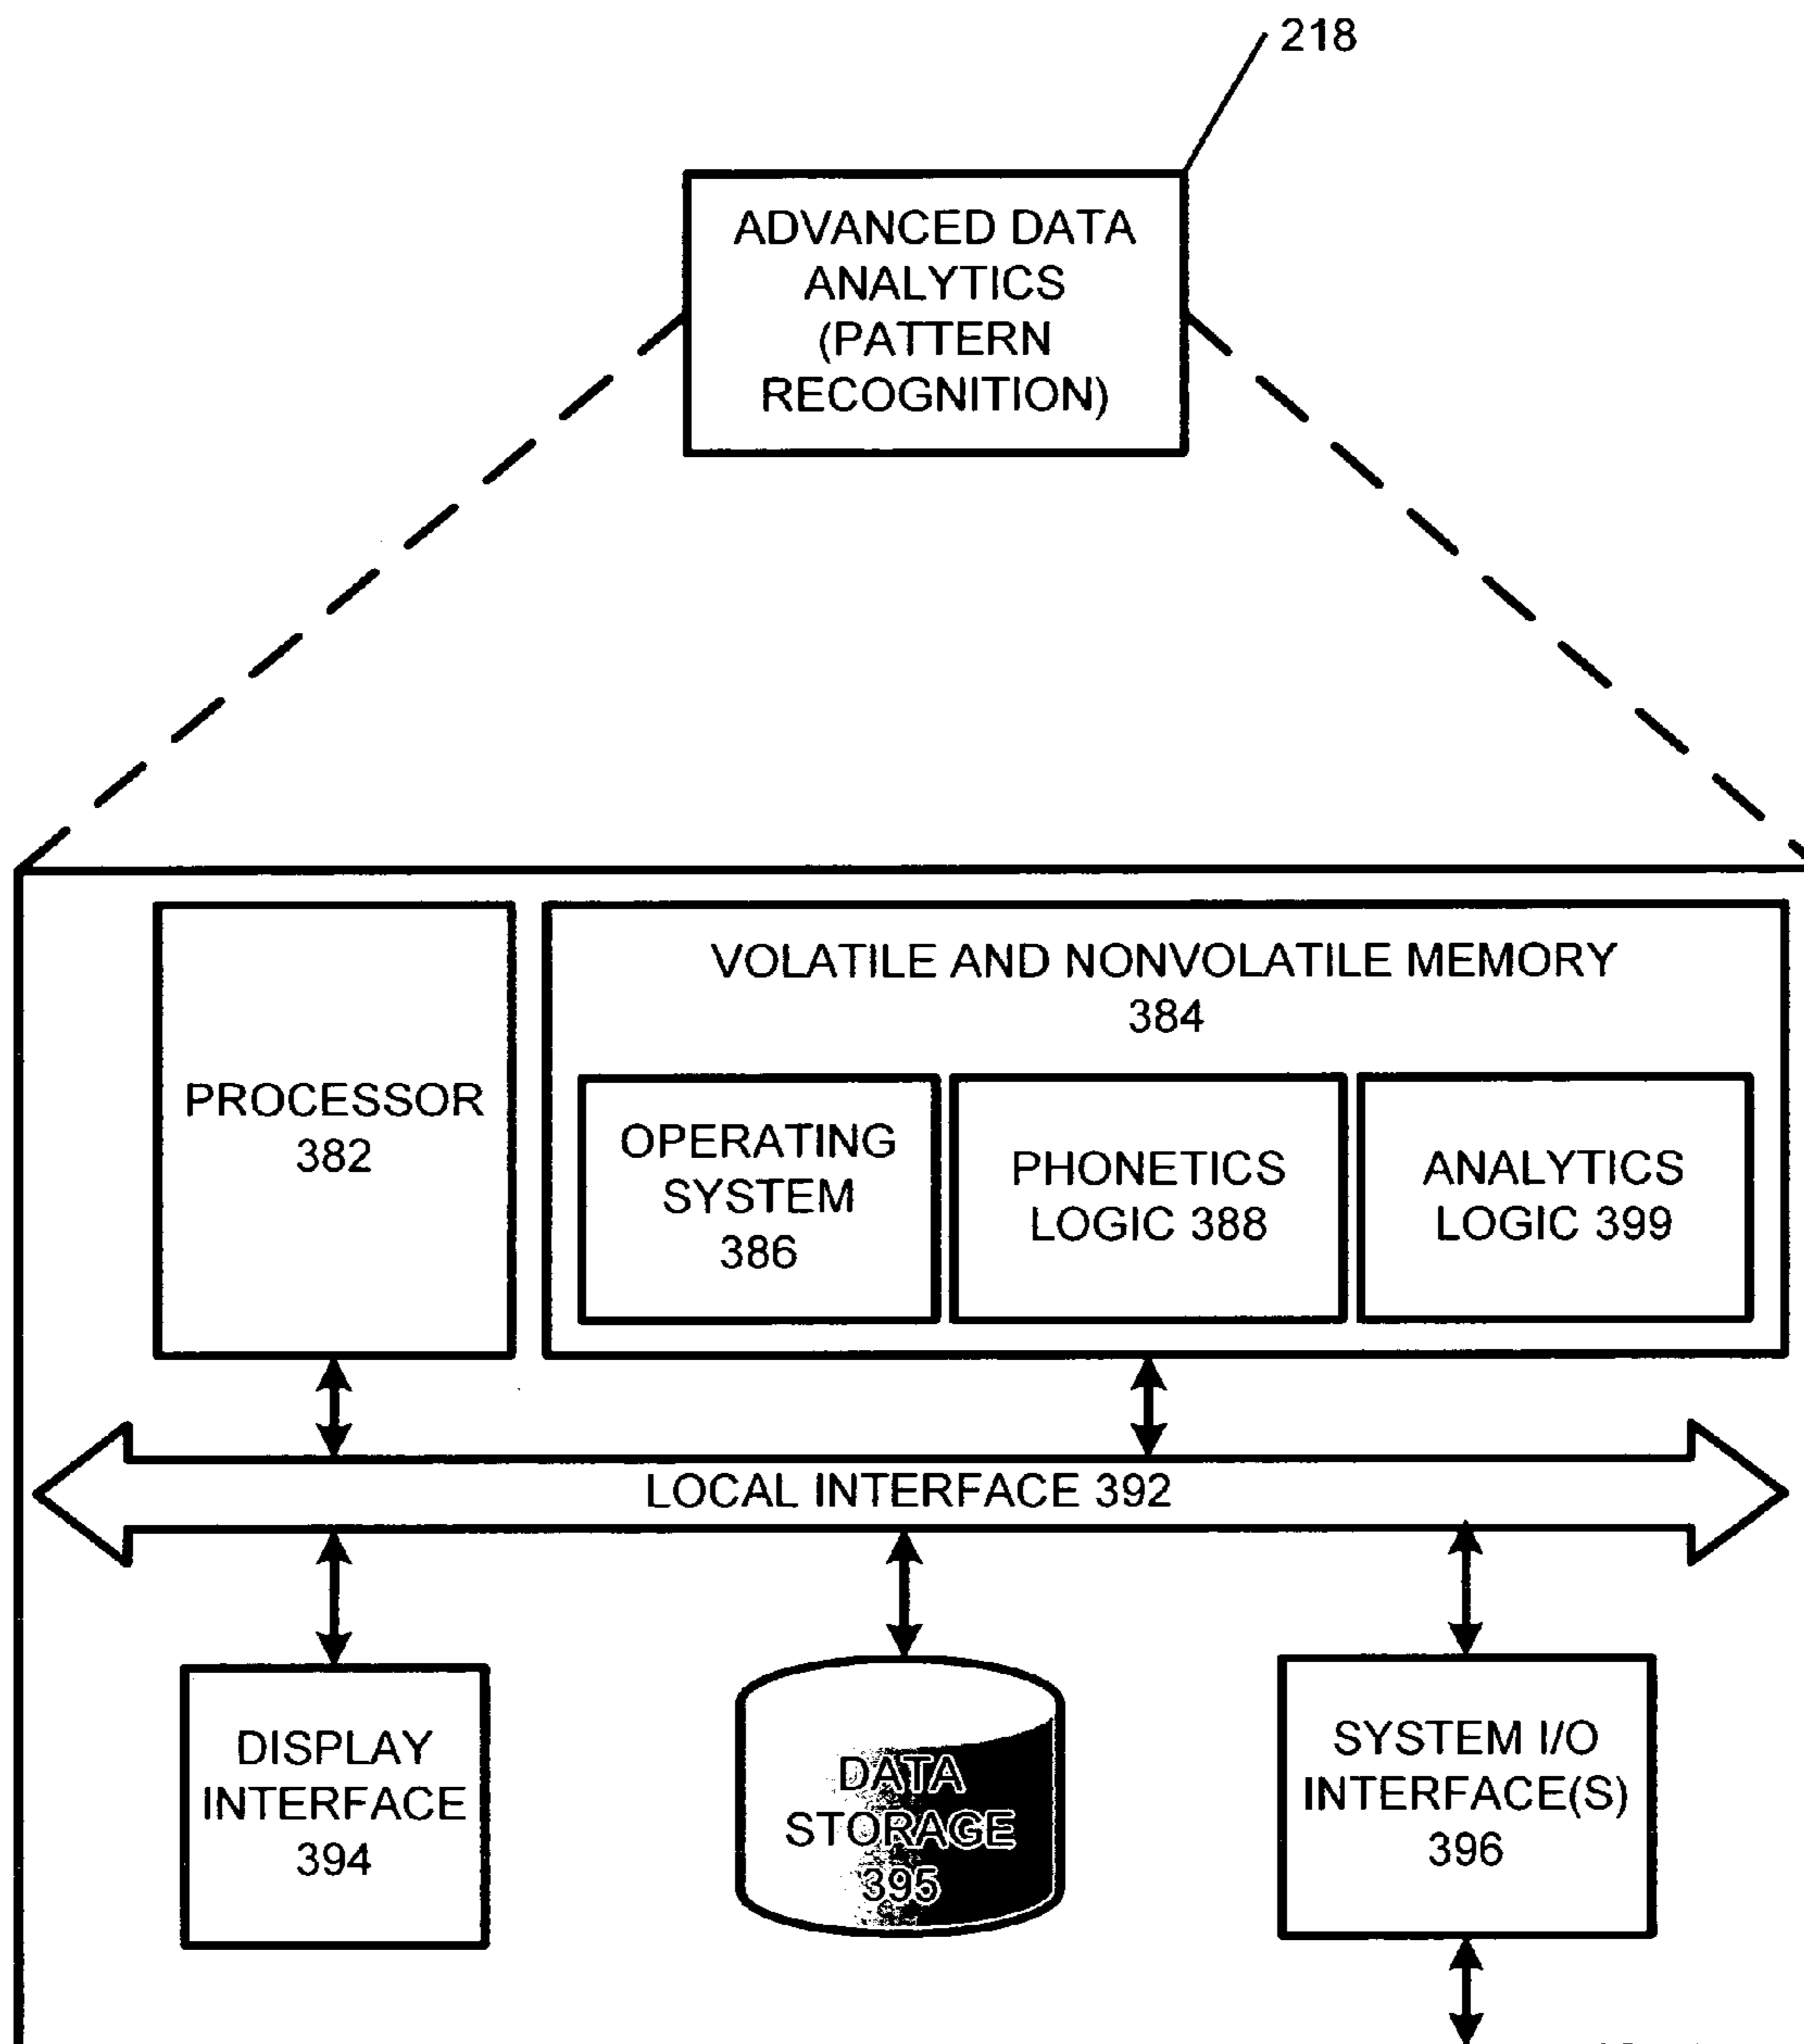 218
ADVANCED DATA
ANALYTICS
(PATTERN
RECOGNITION)
VOLATILE AND NONVOLATILE MEMORY
384
PROCESSOR
382
OPERATING
SYSTEM
386
PHONETICS
LOGIC 388
ANALYTICS
LOGIC 399
LOCAL INTERFACE 392
DISPLAY
INTERFACE
394
DATA
STORAGE
395
SYSTEM I/O
INTERFACE(S)
396